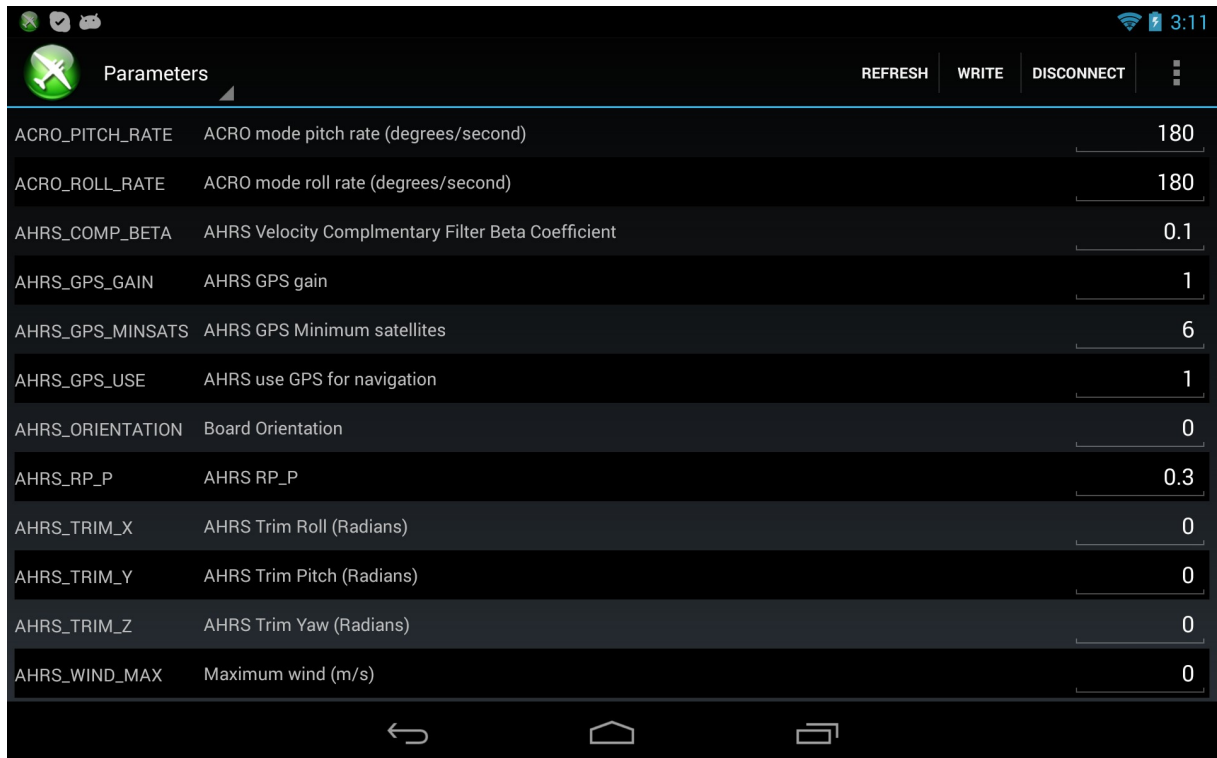 3:11
Parameters REFRESH WRITE DISCONNECT
ACRO_PITCH_RATE ACRO mode pitch rate (degrees/second) 180
ACRO_ROLL_RATE ACRO mode roll rate (degrees/second) 180
AHRS_COMP_BETA AHRS Velocity Complmentary Filter Beta Coefficient 0.1
AHRS_GPS_GAIN AHRS GPS gain 1
AHRS_GPS_MINSATS AHRS GPS Minimum satellites 6
AHRS_GPS_USE AHRS use GPS for navigation 1
AHRS_ORIENTATION Board Orientation 0
AHRS_RP_P AHRS RP_P 0.3
AHRS_TRIM_X AHRS Trim Roll (Radians) 0
AHRS_TRIM_Y AHRS Trim Pitch (Radians) 0
AHRS_TRIM_Z AHRS Trim Yaw (Radians) 0
AHRS_WIND_MAX Maximum wind (m/s) 0